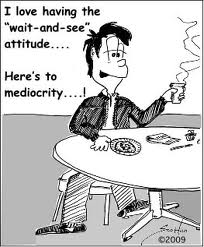 I love having the
"wait-and-see"
attitude....
Here's to
mediocrity....!
©2009